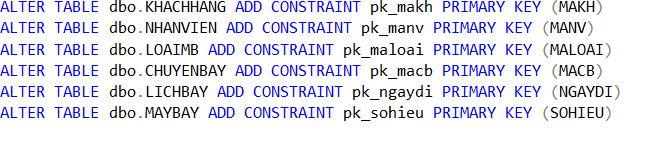 ALTER TABLE dbo.KHACHHANG ADD CONSTRAINT pk_makh PRIMARY KEY (MAKH)
ALTER TABLE dbo.NHANVIEN ADD CONSTRAINT pk_manv PRIMARY KEY (MANV)
ALTER TABLE dbo.LOAIMB ADD CONSTRAINT pk_maloai PRIMARY KEY (MALOAI)
ALTER TABLE dbo.CHUYENBAY ADD CONSTRAINT pk_macb PRIMARY KEY (MACB)
ALTER TABLE dbo.LICHBAY ADD CONSTRAINT pk_ngaydi PRIMARY KEY (NGAYDI)
ALTER TABLE dbo.MAYBAY ADD CONSTRAINT pk_sohieu PRIMARY KEY (SOHIEU)